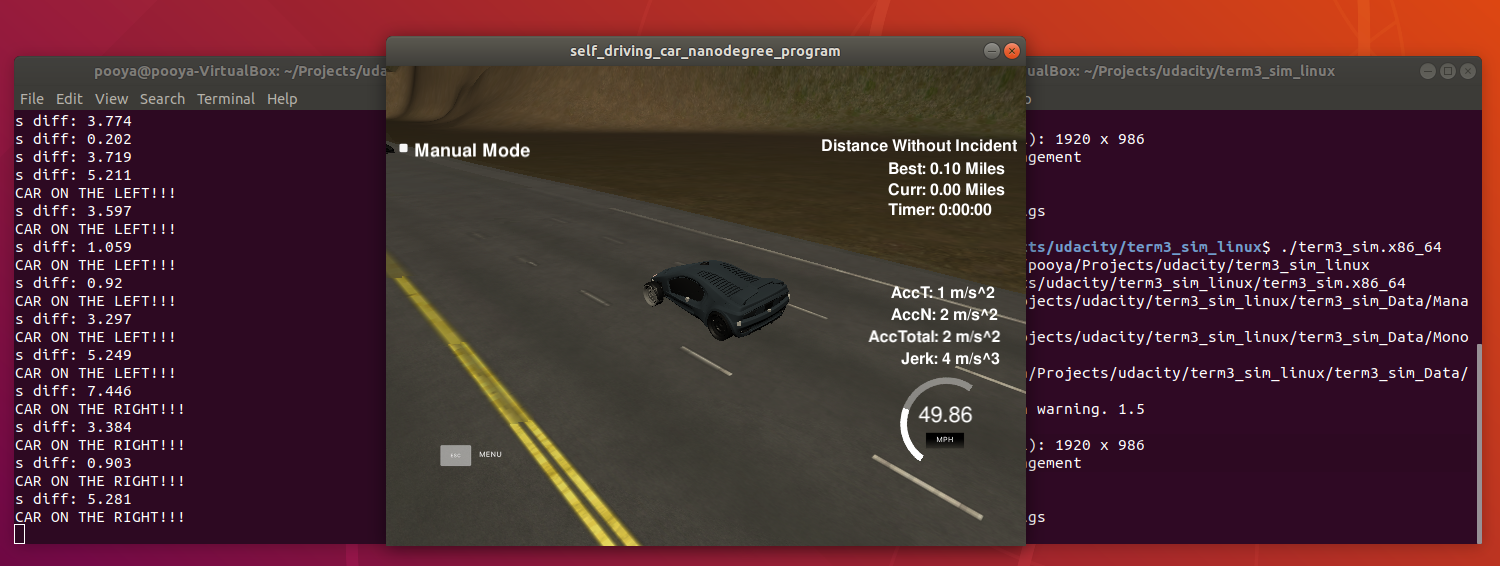 pooya@pooya-VirtualBox: ~/Projects/uda
File Edit View Search Terminal Help
s diff: 3.774
s diff: 0.202
s diff: 3.719
s diff: 5.211
CAR ON THE LEFT!!!
s diff: 3.597
CAR ON THE LEFT!!!
s diff: 1.059
CAR ON THE LEFT!!!
s diff: 0.92
CAR ON THE LEFT!!!
s diff: 3.297
CAR ON THE LEFT!!!
s diff: 5.249
CAR ON THE LEFT!!!
s diff: 7.446
CAR ON THE RIGHT!!!
s diff: 3.384
CAR ON THE RIGHT!!!
s diff: 0.903
CAR ON THE RIGHT!!!
s diff: 5.281
CAR ON THE RIGHT!!!
self_driving_car_nanodegree_program
Manual Mode
Distance Without Incident
Best: 0.10 Miles
Curr: 0.00 Miles
Timer: 0:00:00
AccT: 1 m/s^2
AccN: 2 m/s^2
AccTotal: 2 m/s^2
Jerk: 4 m/s^3
49.86
MPH
ESC MENU
ualBox: ~/Projects/udacity/term3_sim_linux
p
): 1920 x 986
gement
gs
ts/udacity/term3_sim_linux$ ./term3_sim.x86_64
pooya/Projects/udacity/term3_sim_linux
ts/udacity/term3_sim_linux/term3_sim.x86_64
ojects/udacity/term3_sim_linux/term3_sim_Data/Mana
ojects/udacity/term3_sim_linux/term3_sim_Data/Mono
/Projects/udacity/term3_sim_linux/term3_sim_Data/
warning. 1.5
): 1920 x 986
gement
gs